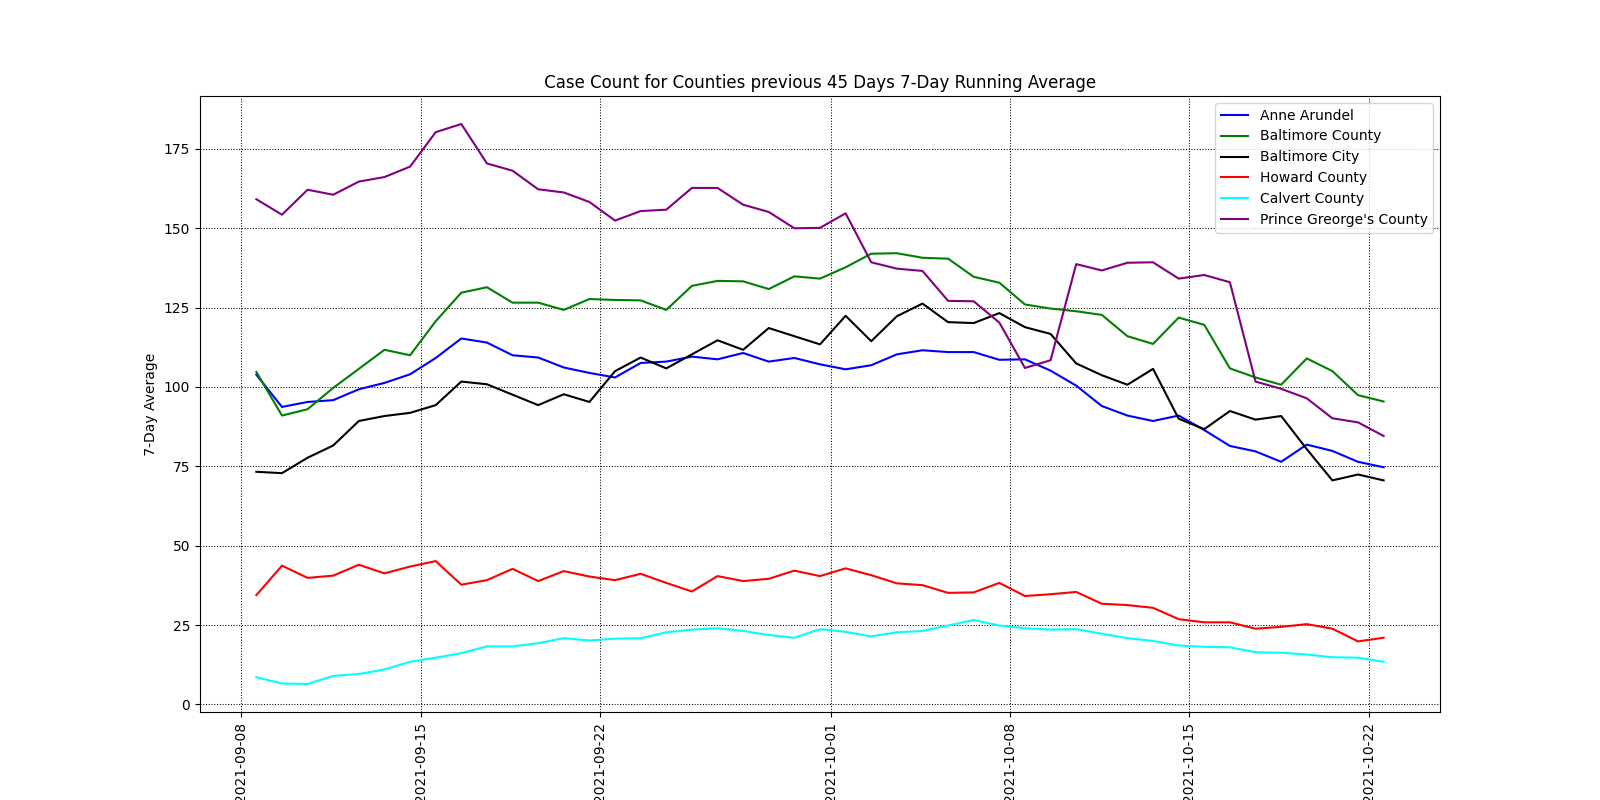 Case Count for Counties previous 45 Days 7-Day Running Average
Anne Arundel
Baltimore County
Baltimore City
Howard County
Calvert County
Prince Greorge's County
7-Day Average
175
150
125
100
75
50
25
0
2021-09-08
2021-09-15
2021-09-22
2021-10-01
2021-10-08
2021-10-15
2021-10-22